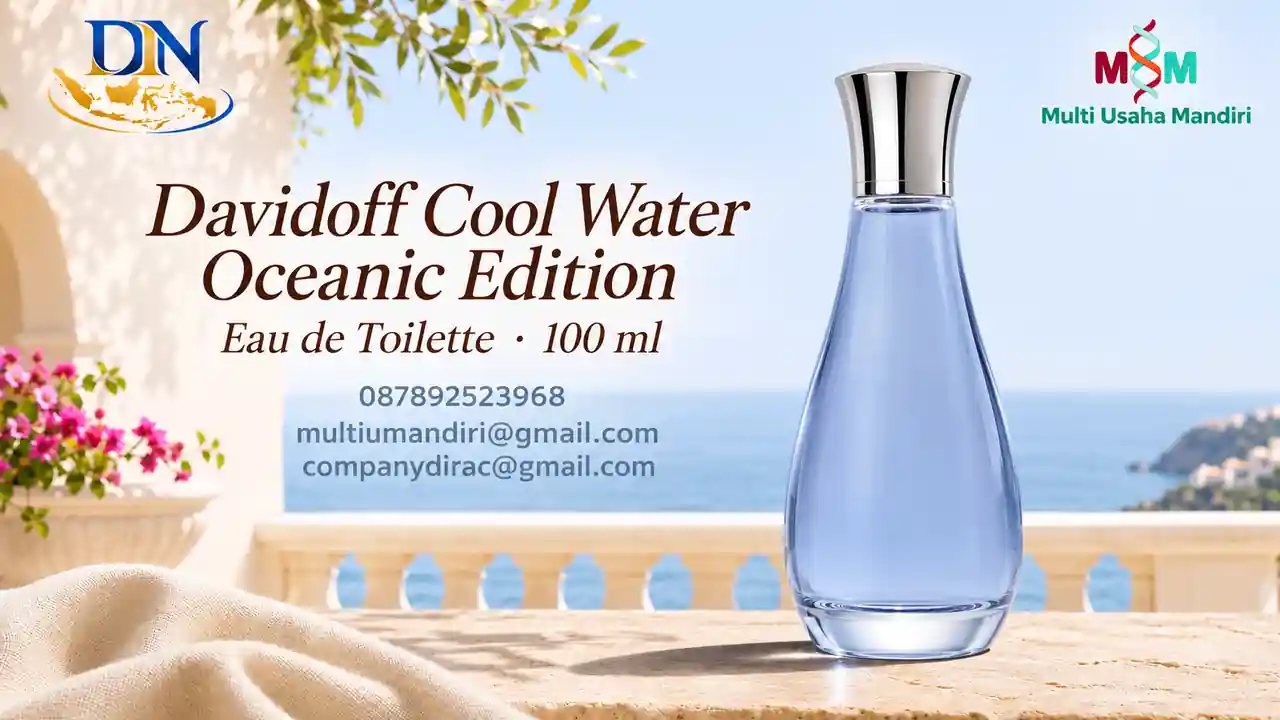 DN
MUM
Multi Usaha Mandiri
Davidoff Cool Water
Oceanic Edition
Eau de Toilette · 100 ml
087892523968
multiumandiri@gmail.com
companydirac@gmail.com